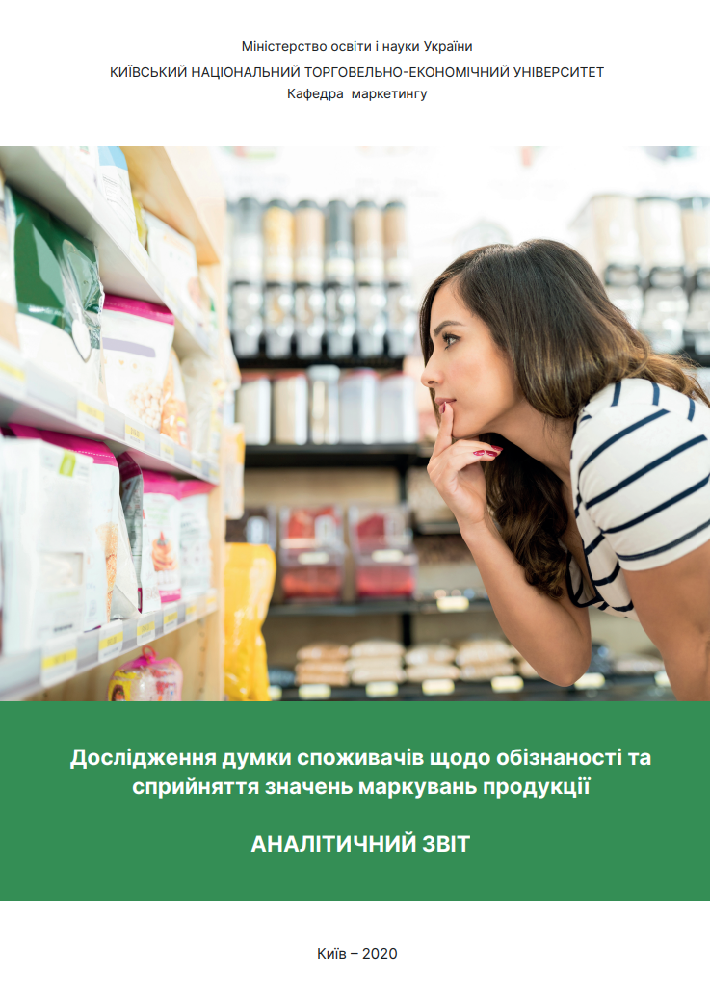 Міністерство освіти і науки України
КИЇВСЬКИЙ НАЦІОНАЛЬНИЙ ТОРГОВЕЛЬНО-ЕКОНОМІЧНИЙ УНІВЕРСИТЕТ
Кафедра маркетингу
Дослідження думки споживачів щодо обізнаності та
сприйняття значень маркувань продукції
АНАЛІТИЧНИЙ ЗВІТ
Київ – 2020